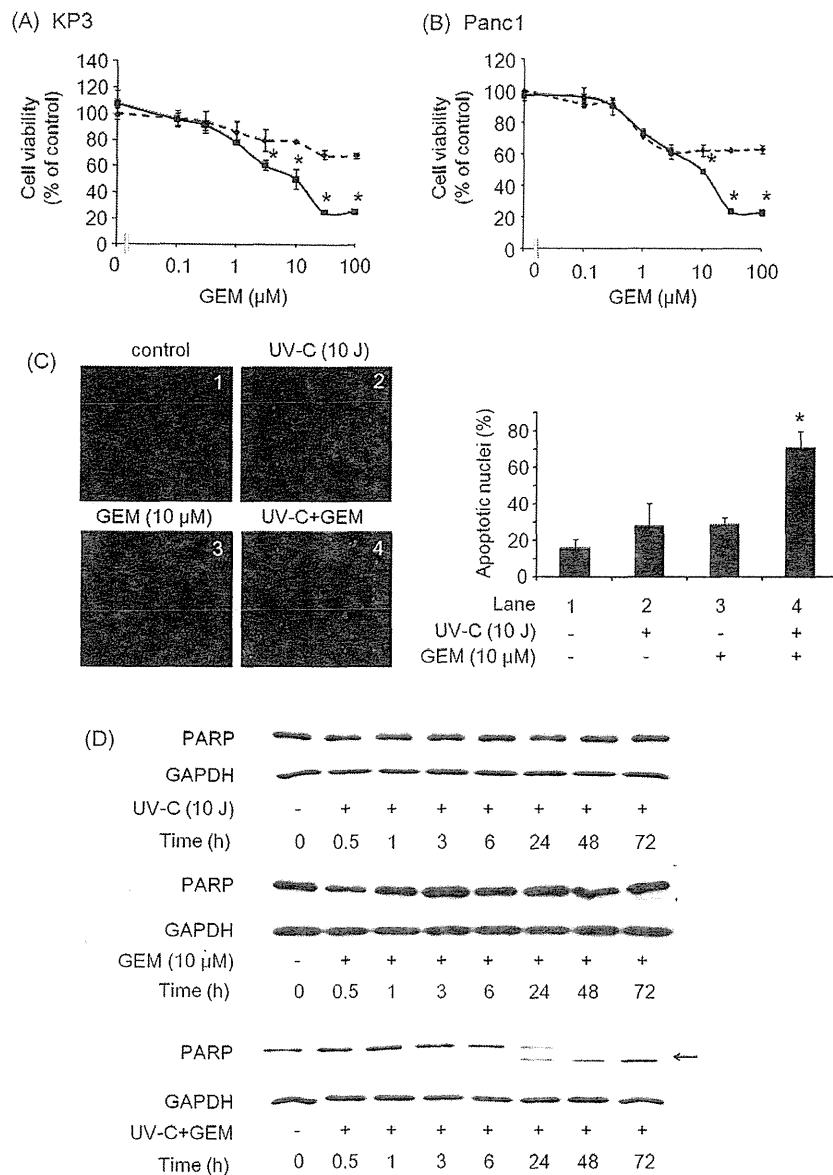 (A) KP3
Cell viability
(% of control)
140
120
100
80
60
40
20
0
* * * *
0 0.1 1 10 100
GEM (µM)
(B) Panc1
Cell viability
(% of control)
120
100
80
60
40
20
0
* * *
0 0.1 1 10 100
GEM (µM)
(C)
control
1
UV-C (10 J)
2
GEM (10 µM)
3
UV-C+GEM
4
Apoptotic nuclei (%)
80
60
40
20
0
*
Lane 1 2 3 4
UV-C (10 J) - + - +
GEM (10 µM) - - + +
(D)
PARP
GAPDH
UV-C (10 J) - + + + + + + +
Time (h) 0 0.5 1 3 6 24 48 72
PARP
GAPDH
GEM (10 µM) - + + + + + + +
Time (h) 0 0.5 1 3 6 24 48 72
PARP ←
GAPDH
UV-C+GEM - + + + + + + +
Time (h) 0 0.5 1 3 6 24 48 72